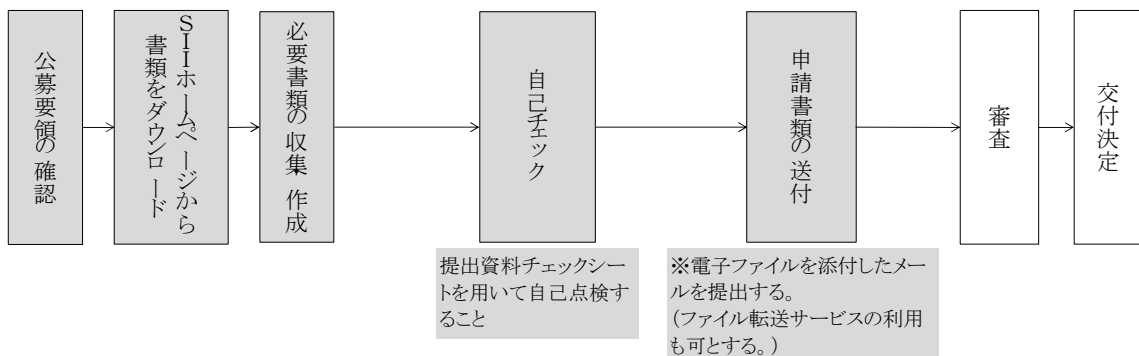 公募要領の確認
SIIホームページから
書類をダウンロード
必要書類の収集・作成
自己チェック
申請書類の送付
審査
交付決定
提出資料チェックシー
トを用いて自己点検す
ること
※電子ファイルを添付したメー
ルを提出する。
(ファイル転送サービスの利用
も可とする。)